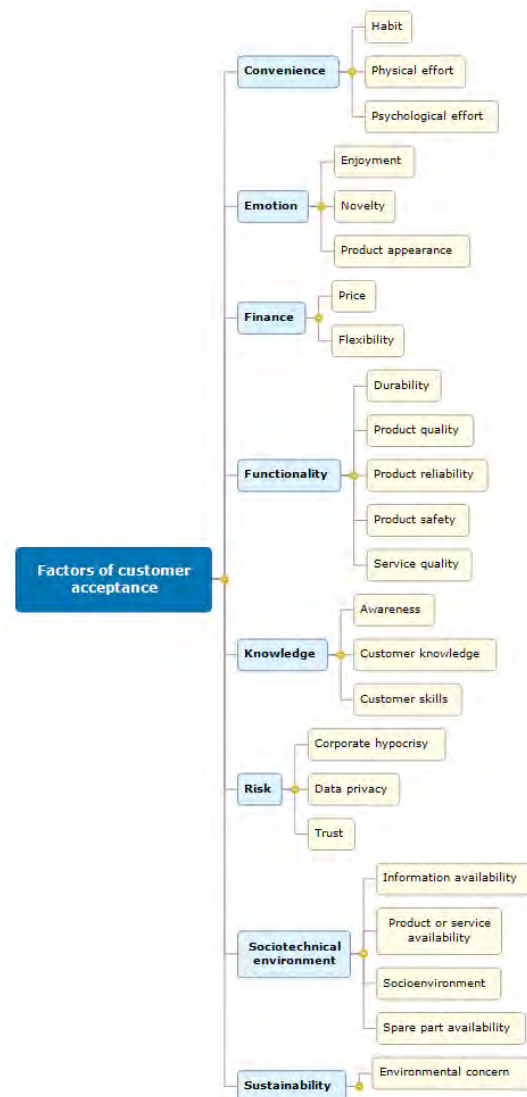 Factors of customer
acceptance
Convenience
Habit
Physical effort
Psychological effort
Emotion
Enjoyment
Novelty
Product appearance
Finance
Price
Flexibility
Functionality
Durability
Product quality
Product reliability
Product safety
Service quality
Knowledge
Awareness
Customer knowledge
Customer skills
Risk
Corporate hypocrisy
Data privacy
Trust
Sociotechnical
environment
Information availability
Product or service
availability
Socioenvironment
Spare part availability
Sustainability
Environmental concern